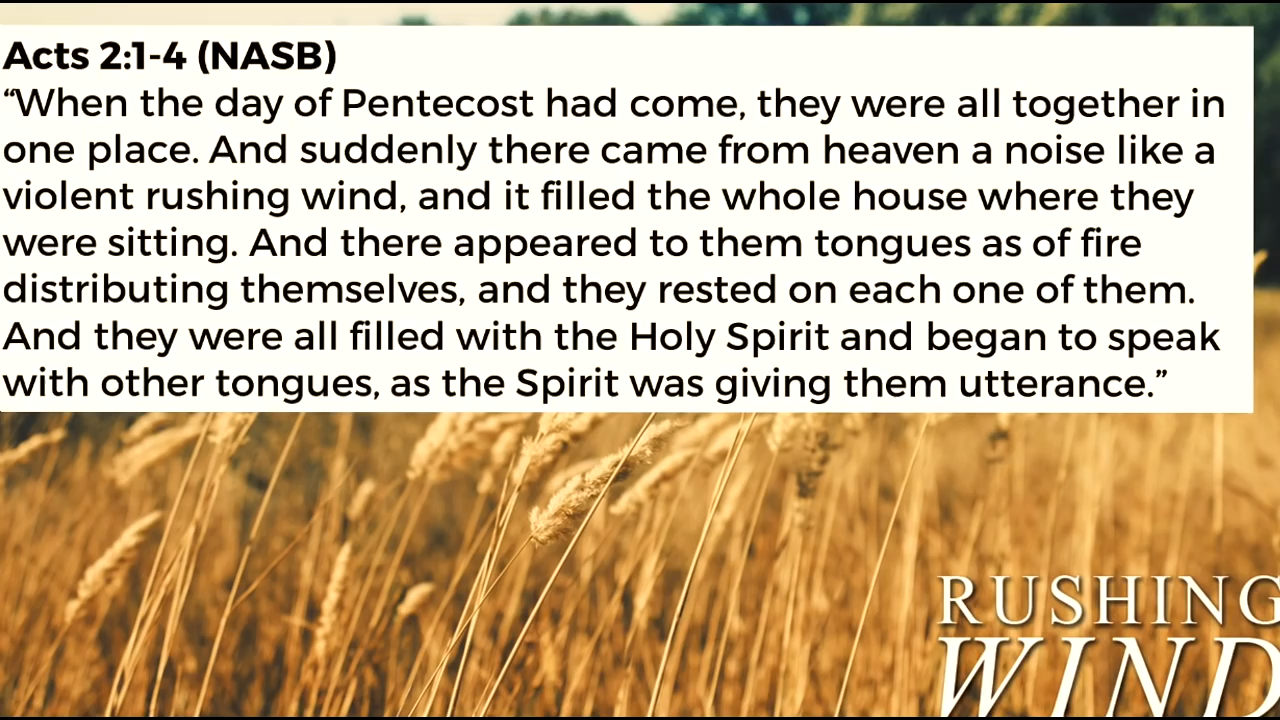 Acts 2:1-4 (NASB)
“When the day of Pentecost had come, they were all together in
one place. And suddenly there came from heaven a noise like a
violent rushing wind, and it filled the whole house where they
were sitting. And there appeared to them tongues as of fire
distributing themselves, and they rested on each one of them.
And they were all filled with the Holy Spirit and began to speak
with other tongues, as the Spirit was giving them utterance.”
RUSHING
WIND